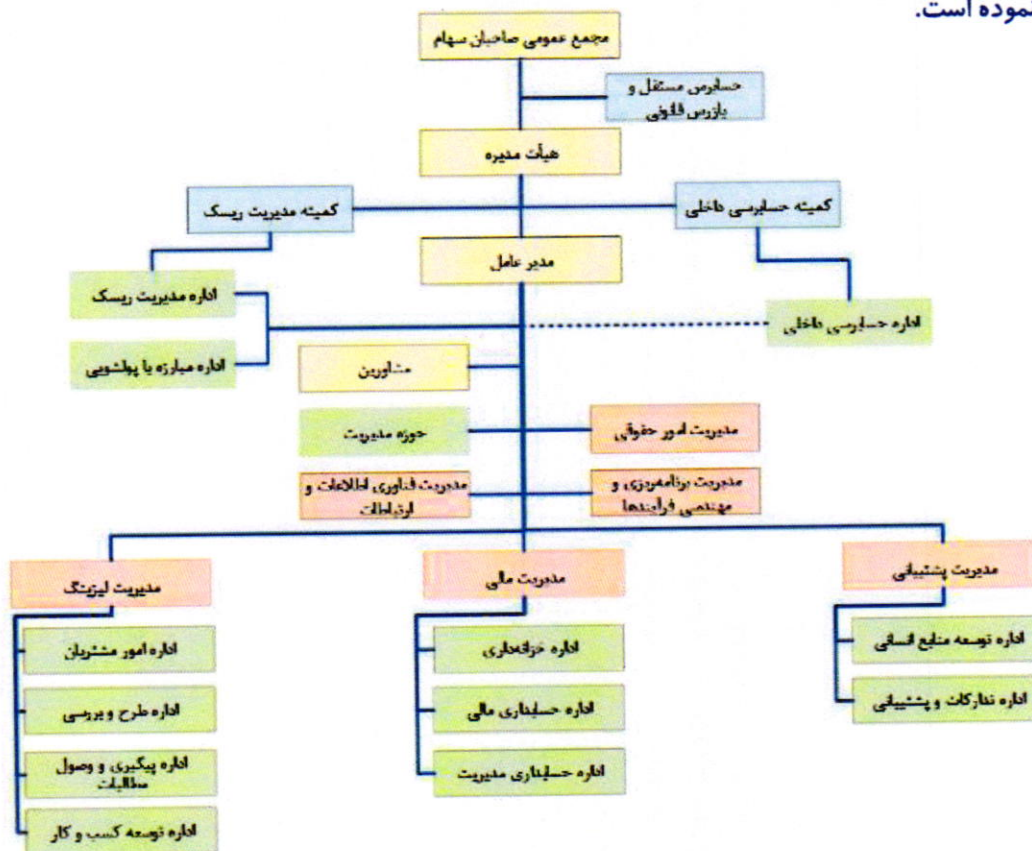 نموده است.
مجمع عمومی صاحبان سهام
حسابرس مستقل و
بازرس قانونی
هیأت مدیره
کمیته حسابرسی داخلی
کمیته مدیریت ریسک
مدیر عامل
اداره حسابرسی داخلی
اداره مدیریت ریسک
اداره مبارزه با پولشویی
مشاورین
مدیریت امور حقوقی
حوزه مدیریت
مدیریت برنامه‌ریزی و
مهندسی فرآیندها
مدیریت فناوری اطلاعات و
ارتباطات
مدیریت پشتیبانی
اداره توسعه منابع انسانی
اداره تدارکات و پشتیبانی
مدیریت مالی
اداره خزانه‌داری
اداره حسابداری مالی
اداره حسابداری مدیریت
مدیریت لیزینگ
اداره امور مشتریان
اداره طرح و بررسی
اداره پیگیری و وصول
مطالبات
اداره توسعه کسب و کار